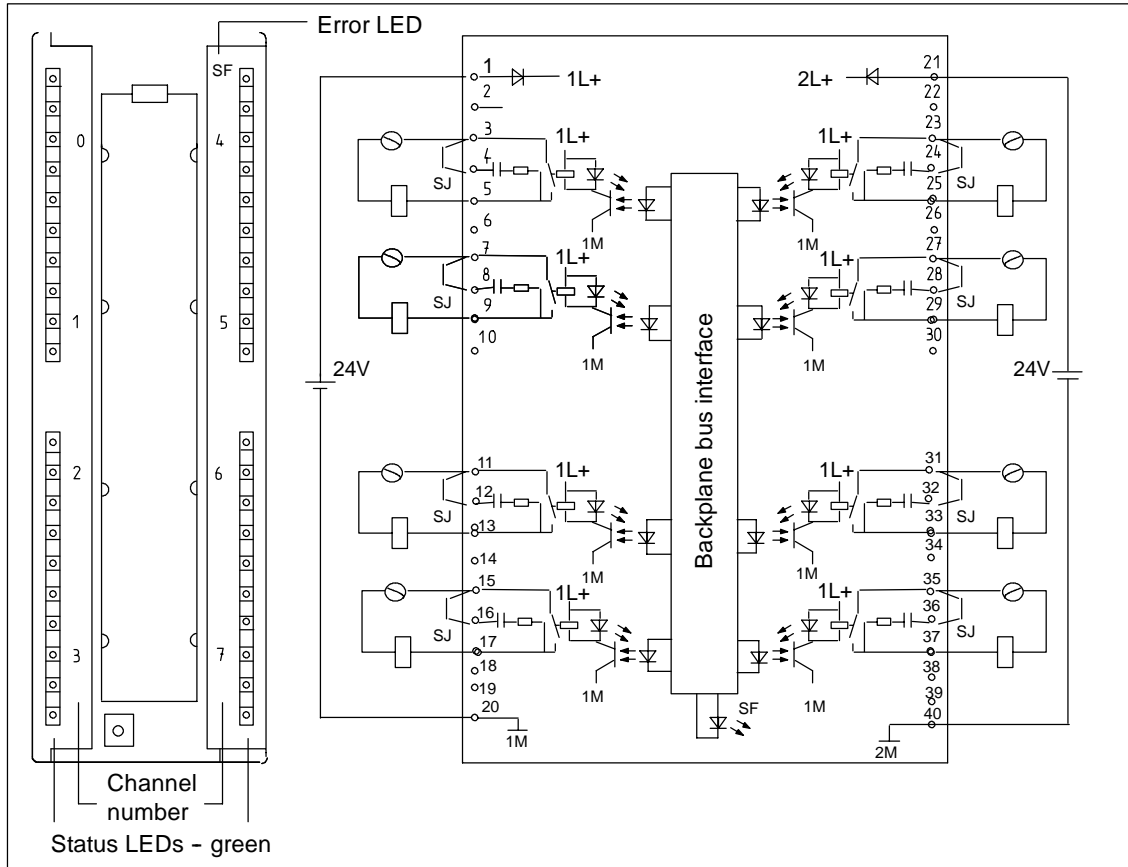 Error LED
SF
0
4
1
5
2
6
3
7
Channel
number
Status LEDs - green
24V
1
1L+
2
3
1L+
4
SJ
5
1M
6
7
1L+
8
SJ
9
1M
10
11
1L+
12
SJ
13
1M
14
15
1L+
16
SJ
17
1M
18
19
20
1M
Backplane bus interface
SF
2L+
21
22
23
1L+
24
SJ
25
1M
26
27
1L+
28
SJ
29
1M
30
31
1L+
32
SJ
33
1M
34
35
1L+
36
SJ
37
1M
38
39
40
2M
24V